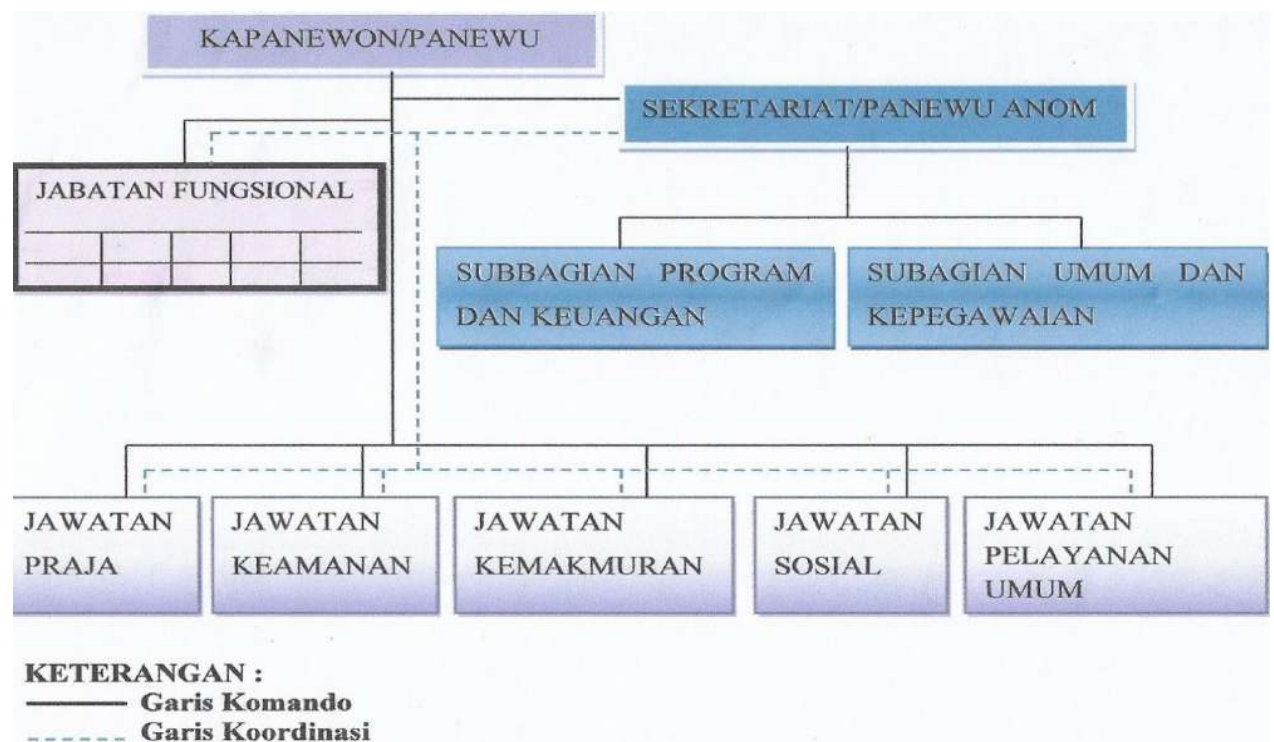 KAPANEWON/PANEWU
SEKRETARIAT/PANEWU ANOM
JABATAN FUNGSIONAL
SUBBAGIAN PROGRAM
DAN KEUANGAN
SUBAGIAN UMUM DAN
KEPEGAWAIAN
JAWATAN
PRAJA
JAWATAN
KEAMANAN
JAWATAN
KEMAKMURAN
JAWATAN
SOSIAL
JAWATAN
PELAYANAN
UMUM
KETERANGAN :
Garis Komando
Garis Koordinasi